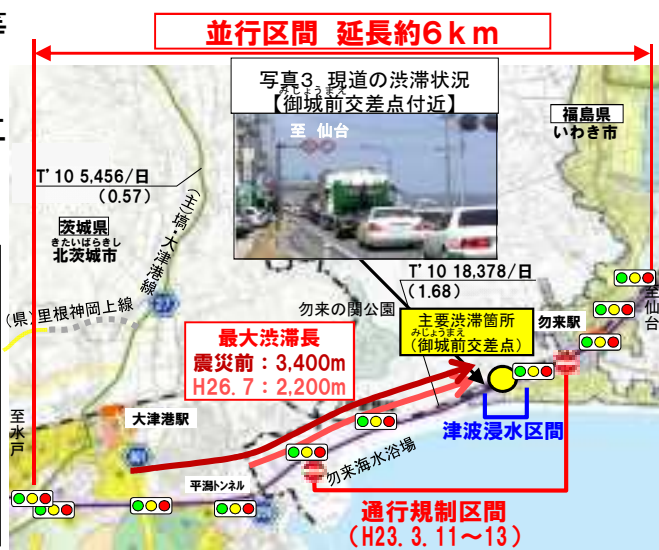 並行区間 延長約6km
写真3 現道の渋滞状況
みじょうまえ
【御城前交差点付近】
至 仙台
福島県
いわき市
T' 10 5,456/日
(0.57)
茨城県
きたいばらきし
北茨城市
(主)塙・大津港線
(県)里根神岡上線
T' 10 18,378/日
(1.68)
勿来の関公園
主要渋滞箇所
みじょうまえ
(御城前交差点)
勿来駅
至仙台
最大渋滞長
震災前:3,400m
H26.7:2,200m
大津港駅
至水戸
津波浸水区間
勿来海水浴場
平潟トンネル
通行規制区間
(H23.3.11~13)